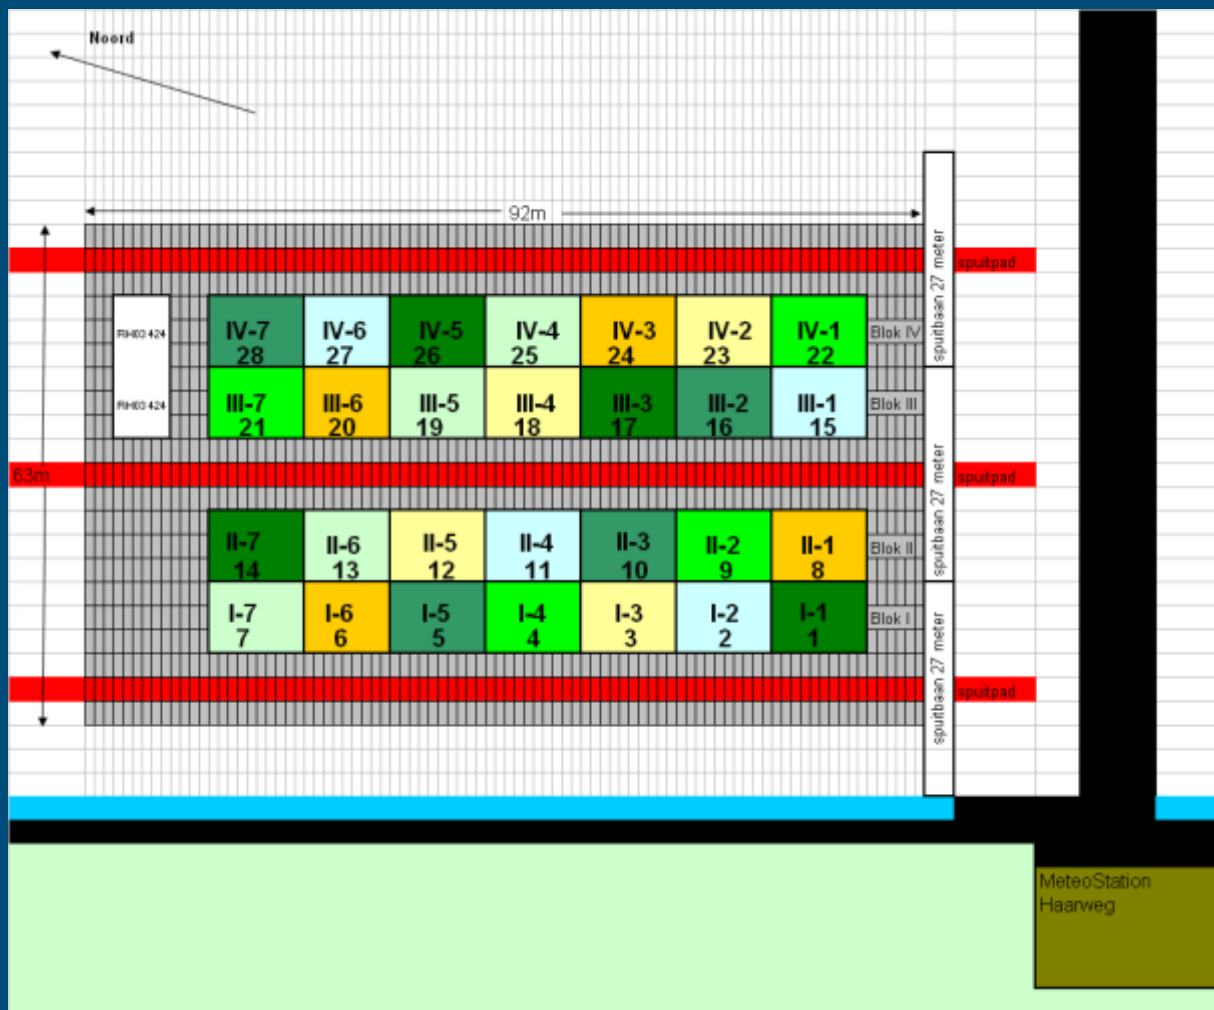 Noord
92m
spuitpad
spuitbaan 27 meter
RH03 424
IV-7
28
IV-6
27
IV-5
26
IV-4
25
IV-3
24
IV-2
23
IV-1
22
Blok IV
RH03 424
III-7
21
III-6
20
III-5
19
III-4
18
III-3
17
III-2
16
III-1
15
Blok III
63m
spuitpad
spuitbaan 27 meter
II-7
14
II-6
13
II-5
12
II-4
11
II-3
10
II-2
9
II-1
8
Blok II
I-7
7
I-6
6
I-5
5
I-4
4
I-3
3
I-2
2
I-1
1
Blok I
spuitbaan 27 meter
spuitpad
MeteoStation
Haarweg